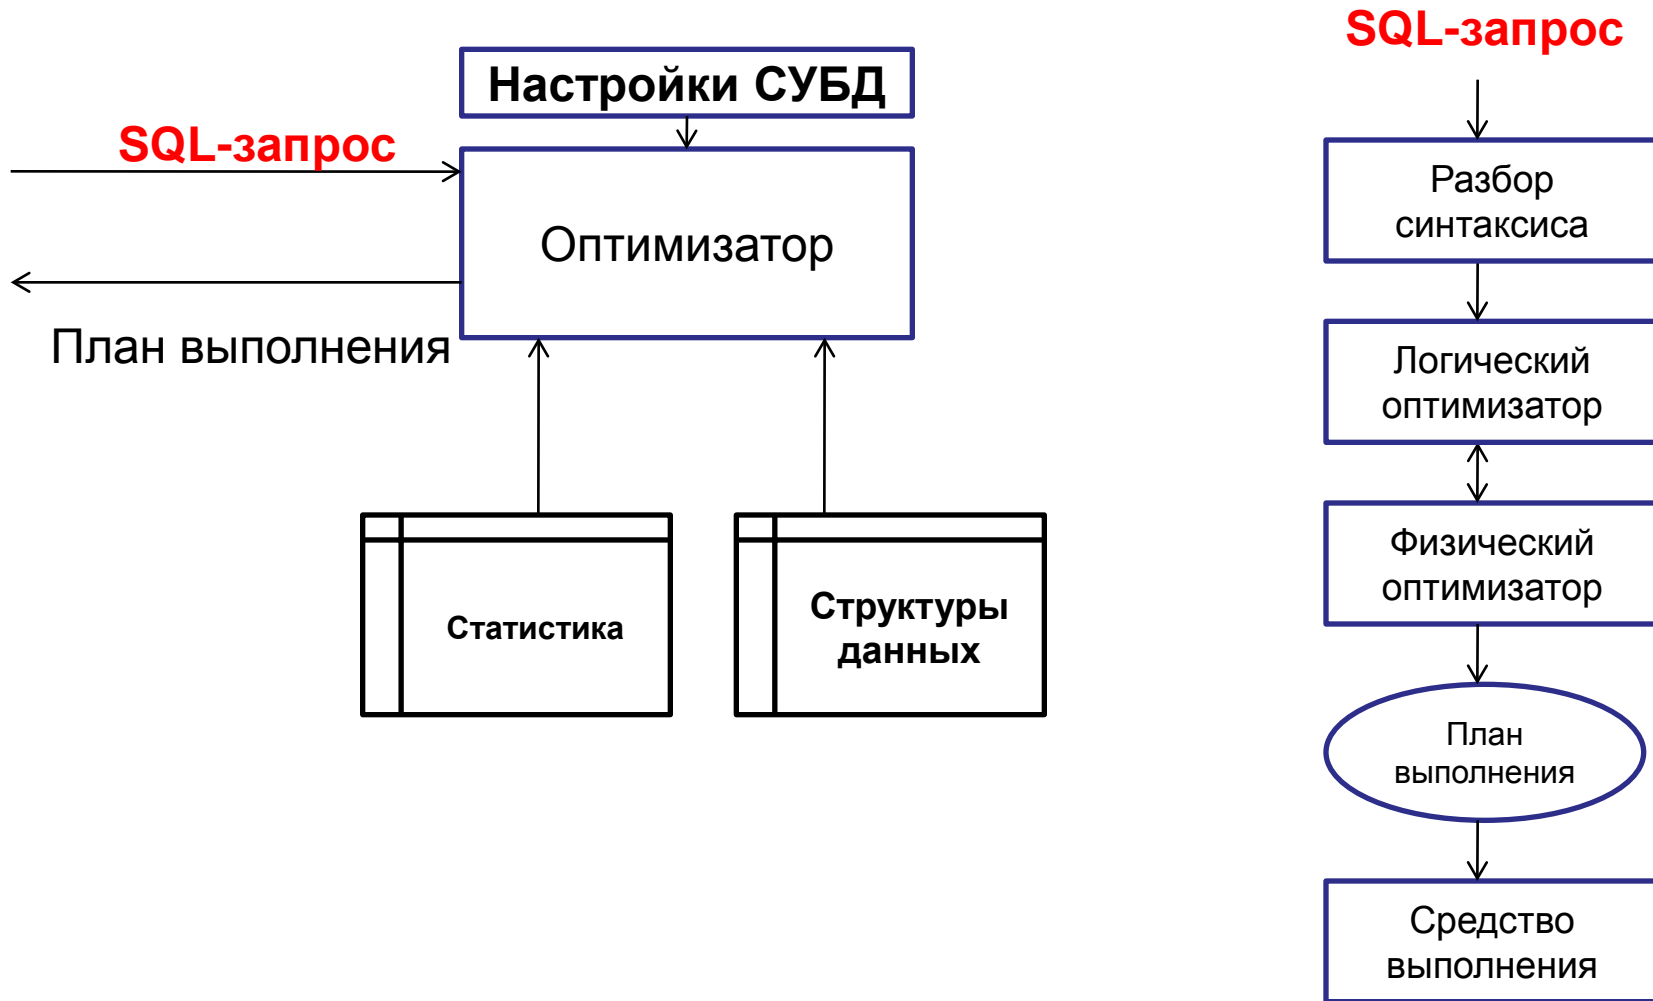 Настройки СУБД
SQL-запрос
Оптимизатор
План выполнения
Статистика
Структуры
данных
SQL-запрос
Разбор
синтаксиса
Логический
оптимизатор
Физический
оптимизатор
План
выполнения
Средство
выполнения